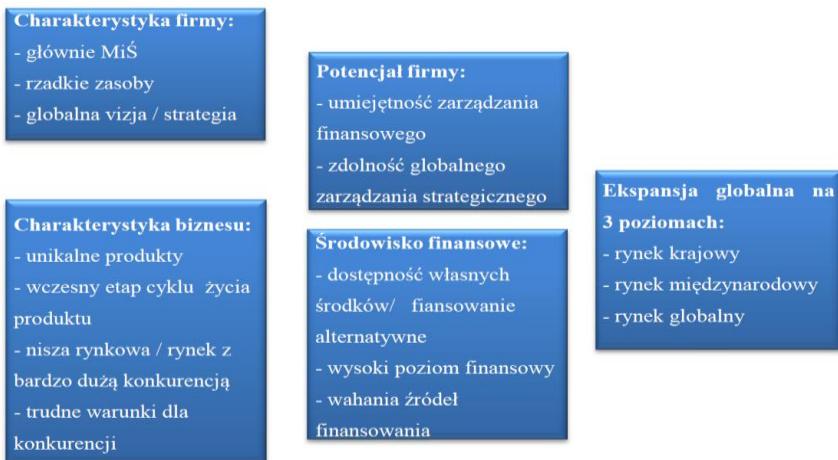 Charakterystyka firmy:
- głównie MiŚ
- rzadkie zasoby
- globalna vizja / strategia
Charakterystyka biznesu:
- unikalne produkty
- wczesny etap cyklu życia
produktu
- nisza rynkowa / rynek z
bardzo dużą konkurencją
- trudne warunki dla
konkurencji
Potencjał firmy:
- umiejętność zarządzania
finansowego
- zdolność globalnego
zarządzania strategicznego
Środowisko finansowe:
- dostępność własnych
środków/ fiansowanie
alternatywne
- wysoki poziom finansowy
- wahania źródeł
finansowania
Ekspansja globalna na
3 poziomach:
- rynek krajowy
- rynek międzynarodowy
- rynek globalny